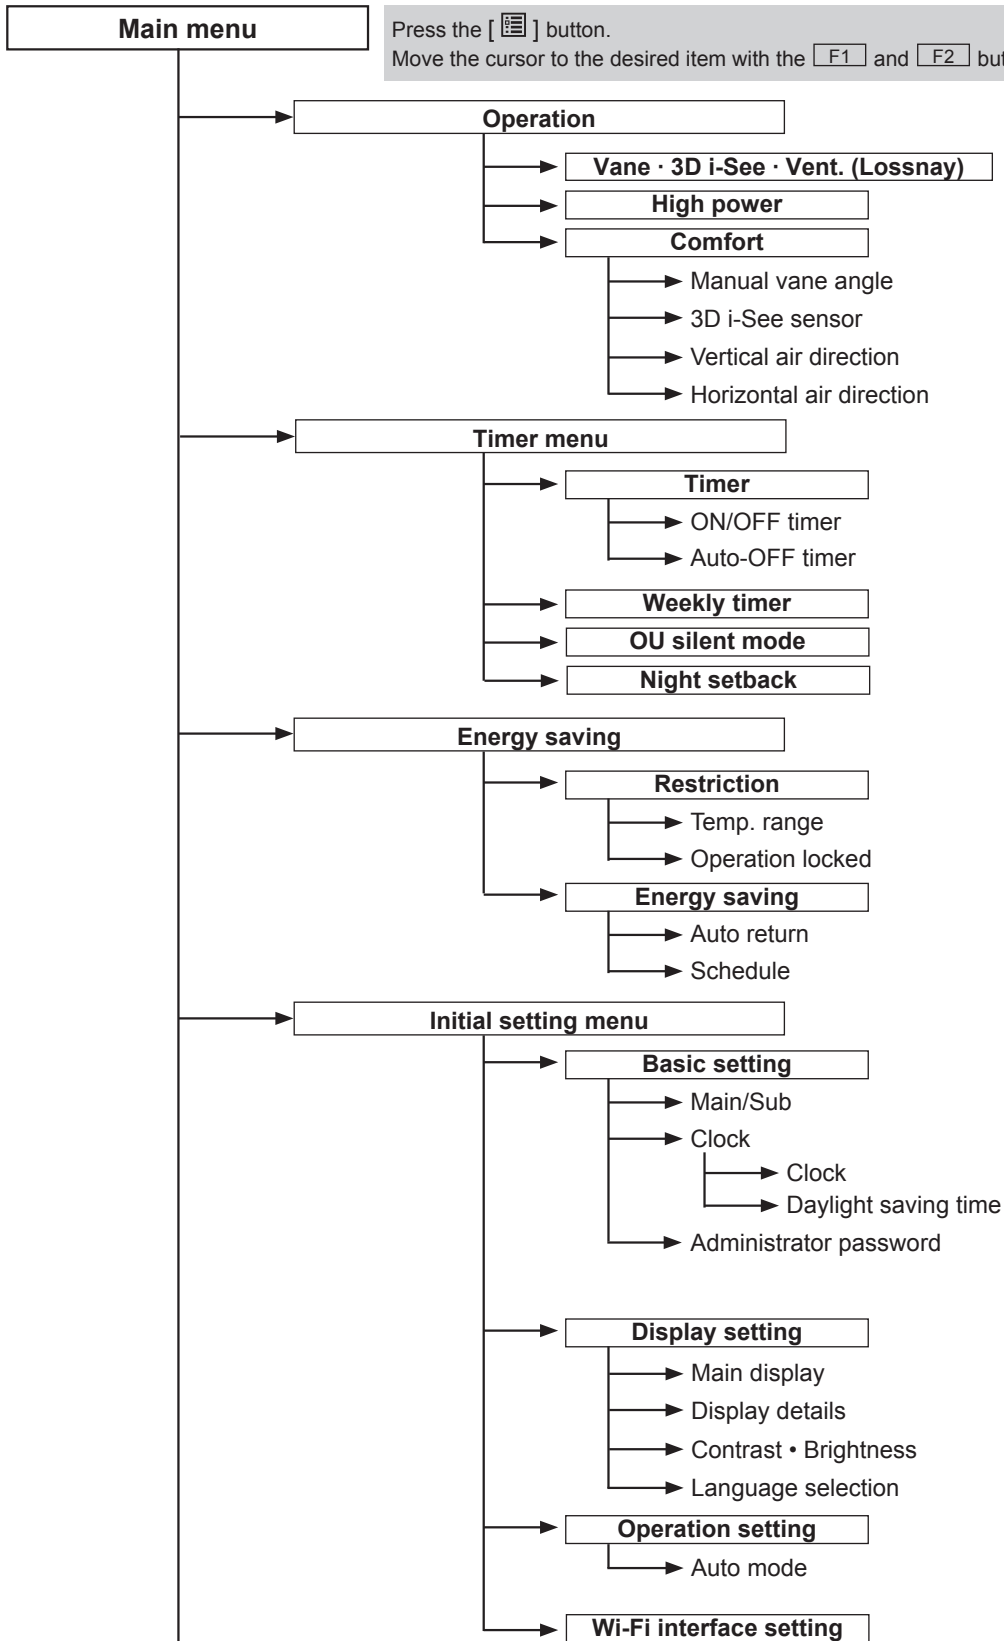 Main menu
Press the [ ] button.
Move the cursor to the desired item with the F1 and F2
Operation
Vane · 3D i-See · Vent. (Lossnay)
High power
Comfort
Manual vane angle
3D i-See sensor
Vertical air direction
Horizontal air direction
Timer menu
Timer
ON/OFF timer
Auto-OFF timer
Weekly timer
OU silent mode
Night setback
Energy saving
Restriction
Temp. range
Operation locked
Energy saving
Auto return
Schedule
Initial setting menu
Basic setting
Main/Sub
Clock
Clock
Daylight saving time
Administrator password
Display setting
Main display
Display details
Contrast • Brightness
Language selection
Operation setting
Auto mode
Wi-Fi interface setting